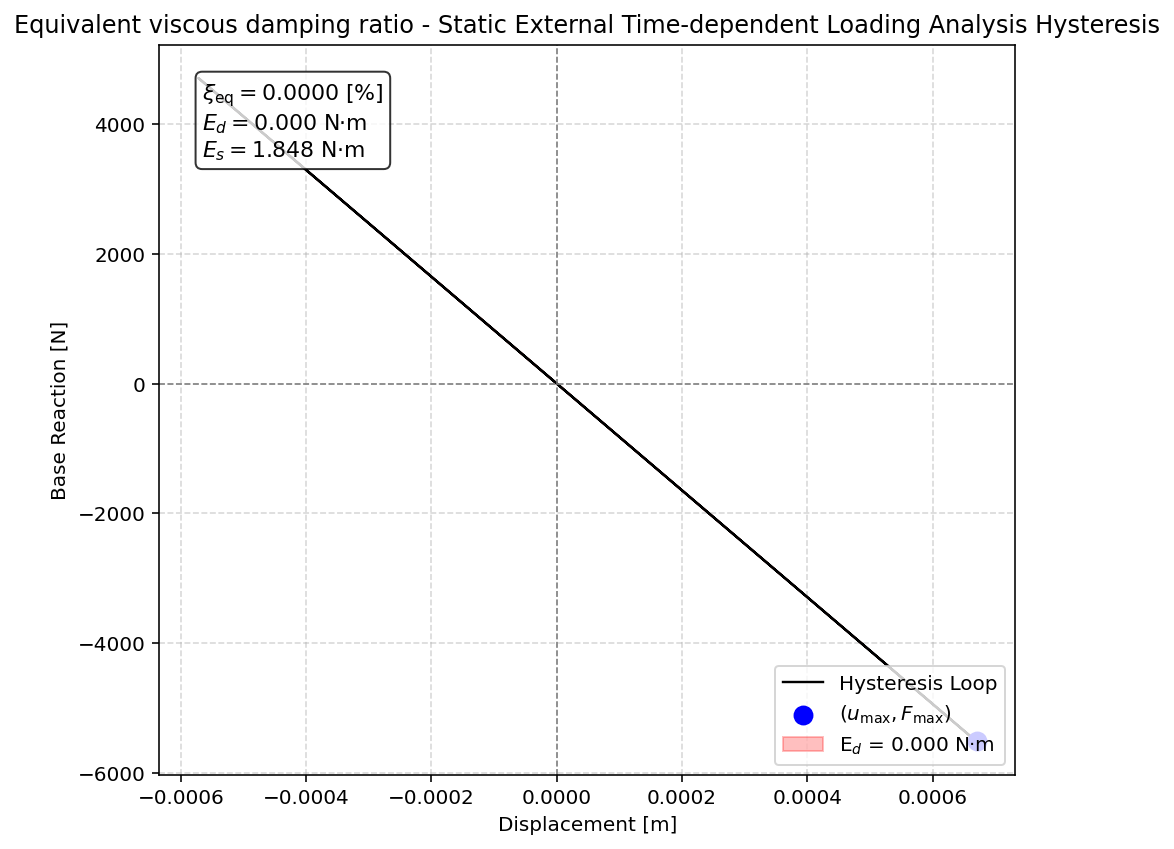 Equivalent viscous damping ratio - Static External Time-dependent Loading Analysis Hysteresis
ξeq = 0.0000 [%]
Ed = 0.000 N·m
Es = 1.848 N·m
4000
2000
0
−2000
−4000
−6000
Base Reaction [N]
Hysteresis Loop
(umax, Fmax)
Ed = 0.000 N·m
−0.0006
−0.0004
−0.0002
0.0000
0.0002
0.0004
0.0006
Displacement [m]